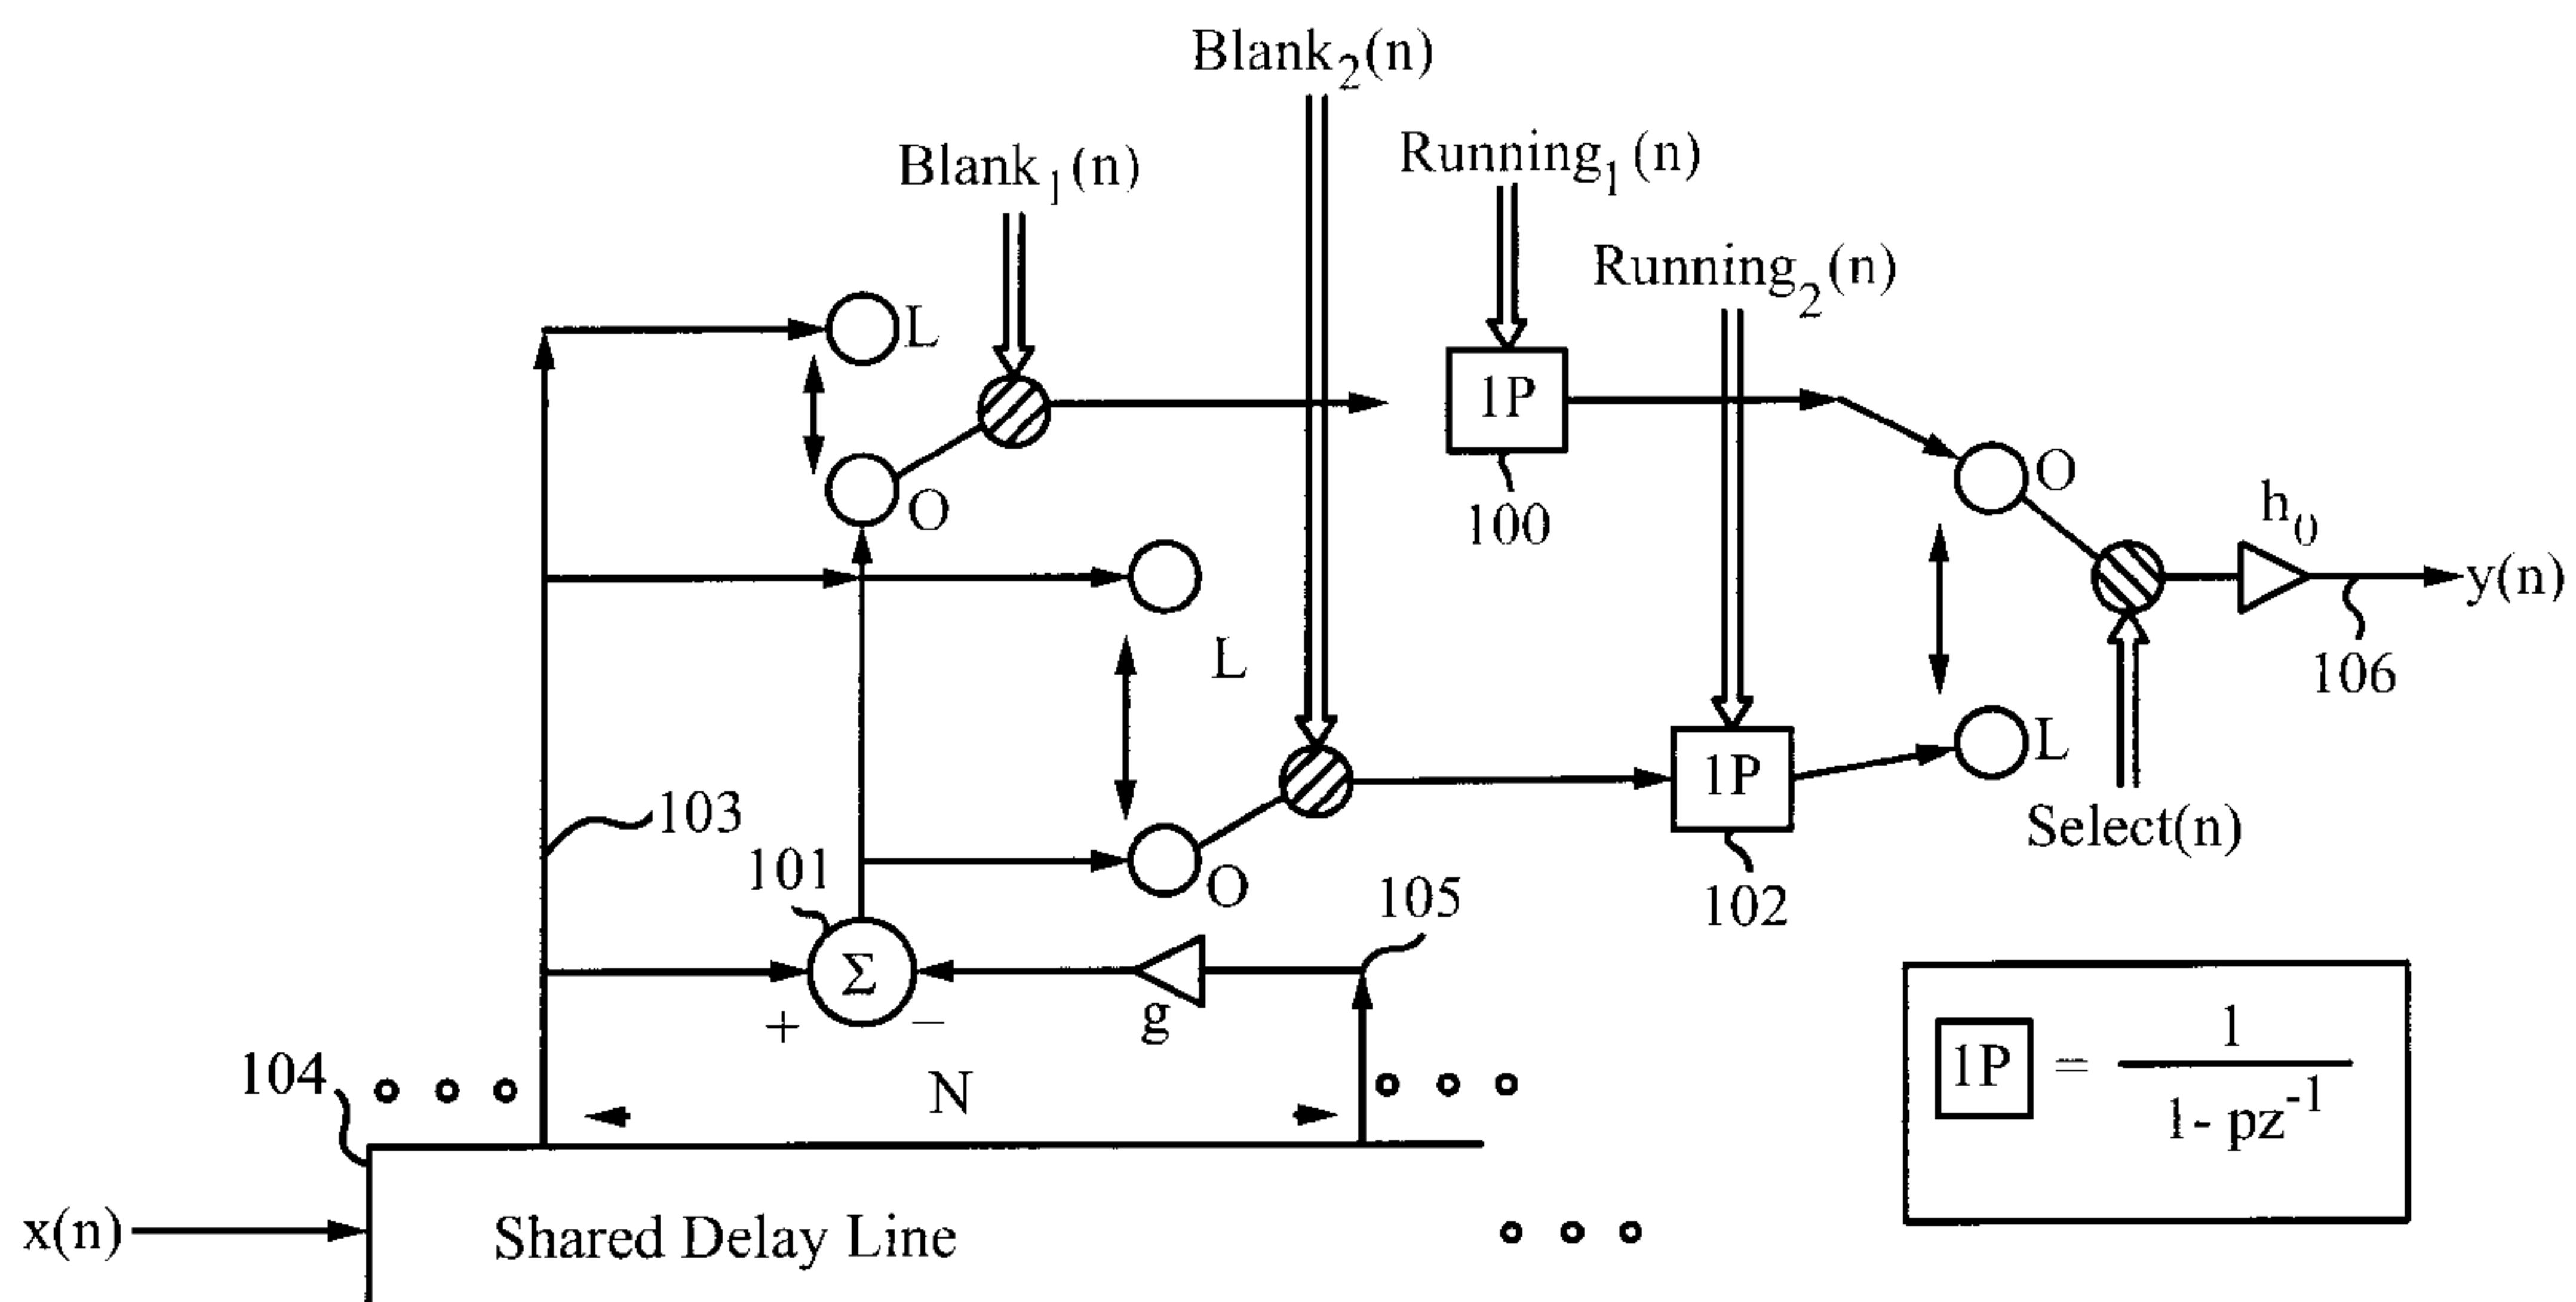 Blank2(n)
Blank1(n)
Running1(n)
Running2(n)
L
O
1P
100
O
h0
y(n)
106
L
L
1P
102
Select(n)
103
101
O
105
Σ
+
−
g
104
N
1P = 1
1- pz-1
x(n)
Shared Delay Line